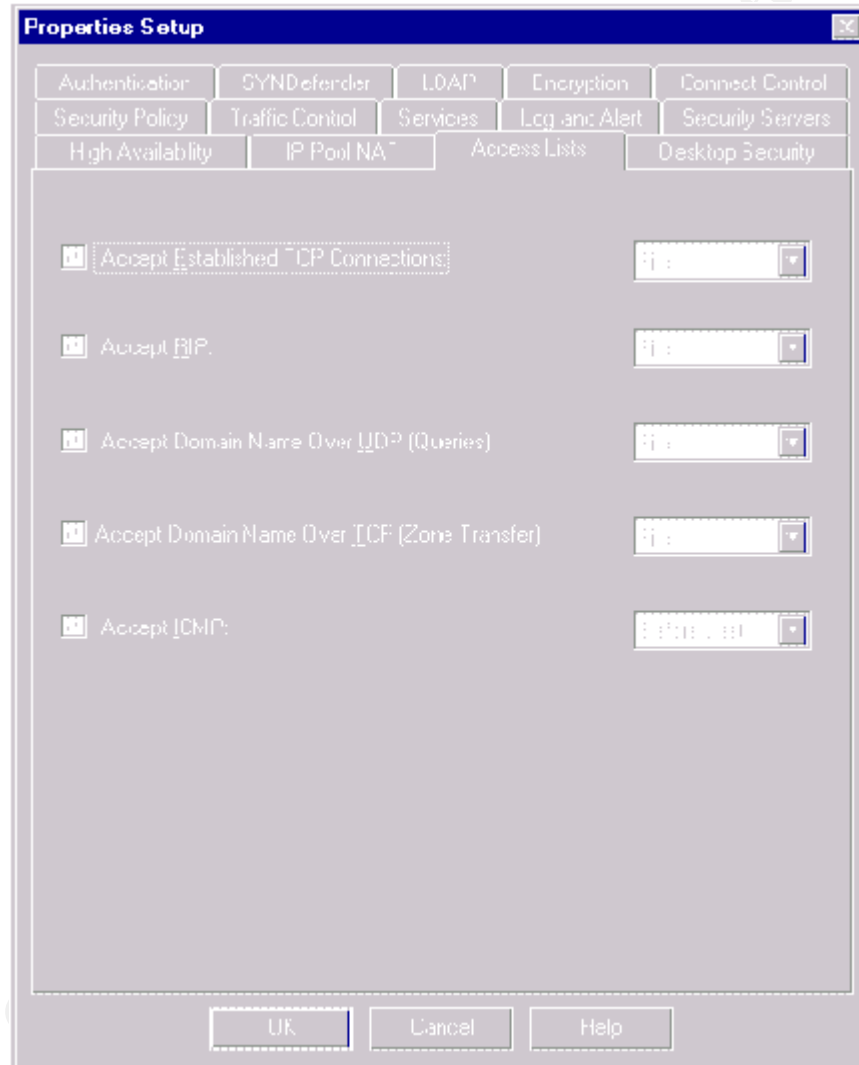 Properties Setup
Authentication SYNDefender LDAP Encryption Connect Control
Security Policy Traffic Control Services Log and Alert Security Servers
High Availablity IP Pool NAT Access Lists Desktop Security
Accept Established TCP Connections:
Accept RIP:
Accept Domain Name Over UDP (Queries)
Accept Domain Name Over TCP (Zone Transfer)
Accept ICMP:
OK Cancel Help